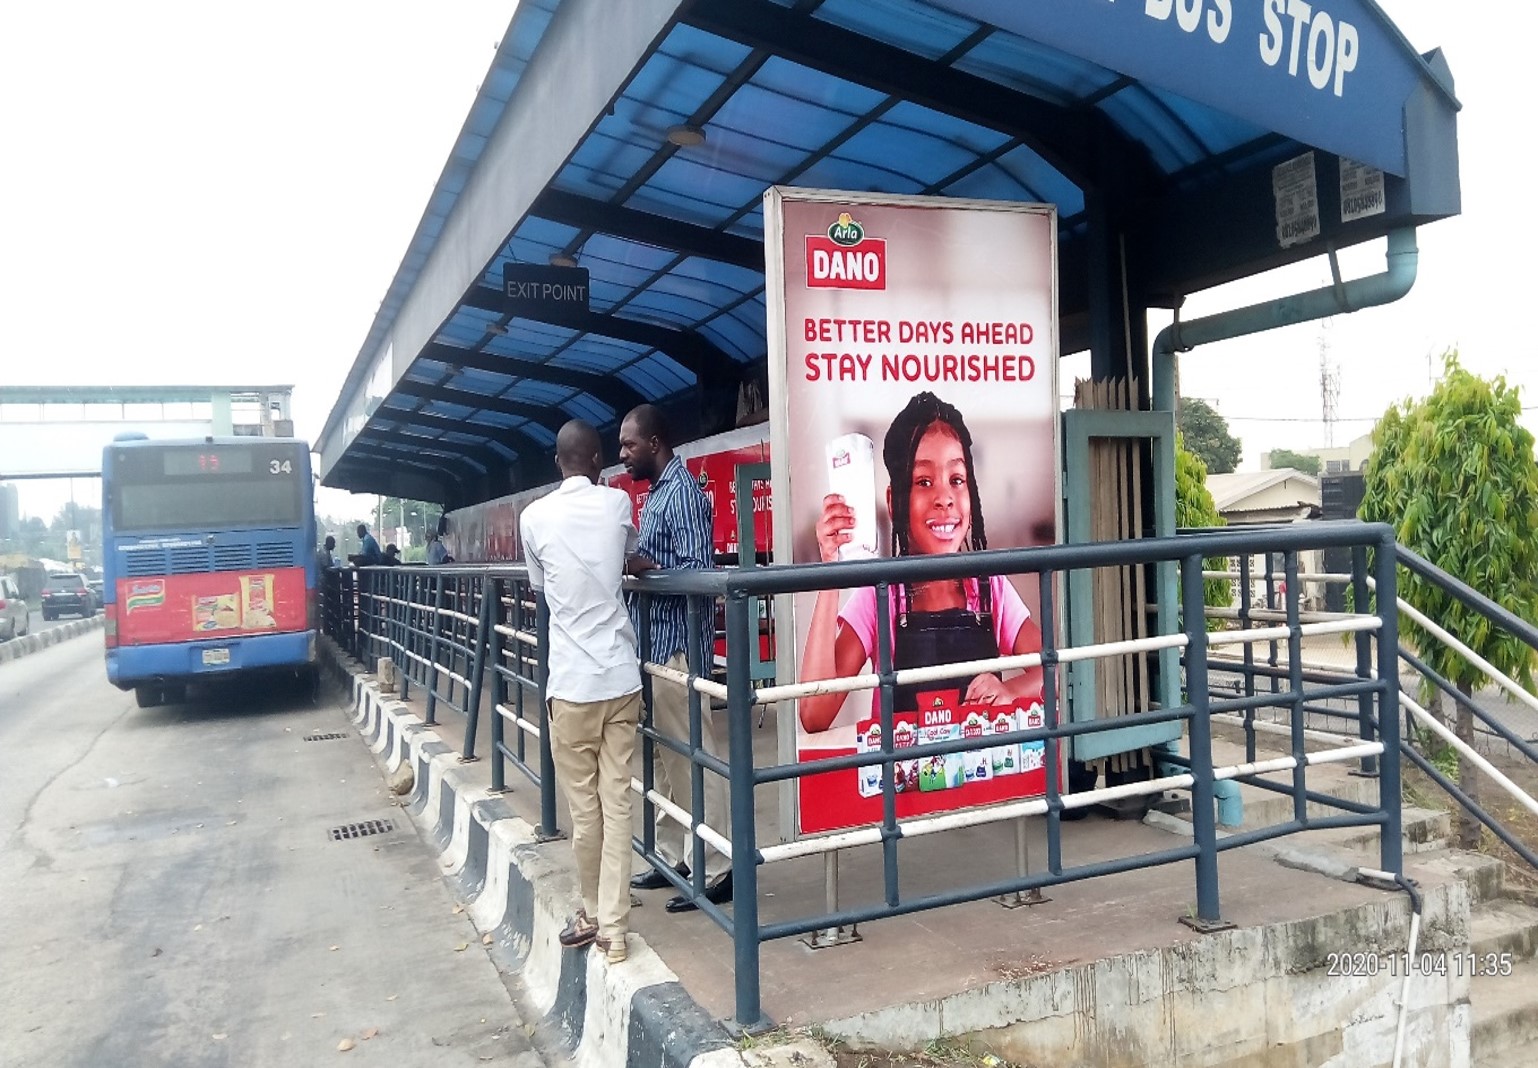 BUS STOP
EXIT POINT
Arla
DANO
BETTER DAYS AHEAD
STAY NOURISHED
34
DANO
2020-11-04 11:35